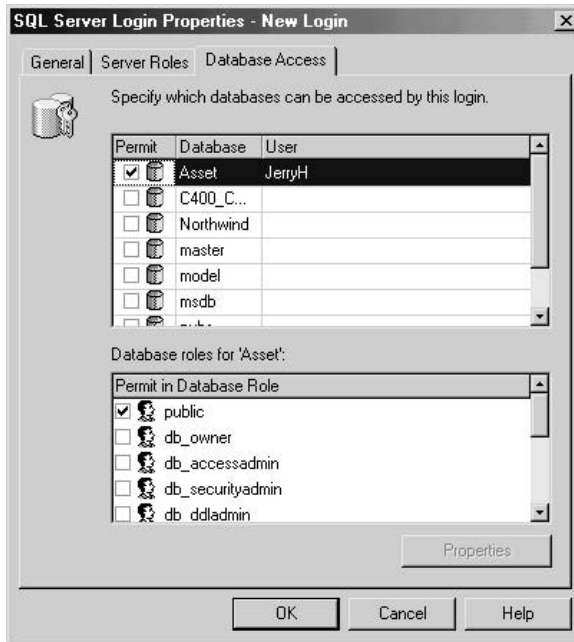 SQL Server Login Properties - New Login
General Server Roles Database Access
Specify which databases can be accessed by this login.
Permit Database User
Asset JerryH
C400_C...
Northwind
master
model
msdb
Database roles for 'Asset':
Permit in Database Role
public
db_owner
db_accessadmin
db_securityadmin
db_ddladmin
Properties
OK Cancel Help